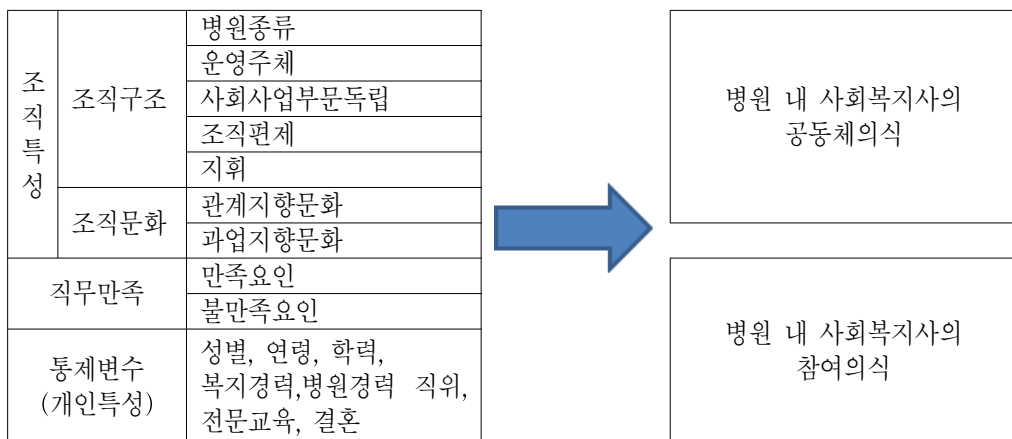 조직특성
조직구조
병원종류
운영주체
사회사업부문독립
조직편제
지휘
조직문화
관계지향문화
과업지향문화
직무만족
만족요인
불만족요인
통제변수
(개인특성)
성별, 연령, 학력,
복지경력,병원경력 직위,
전문교육, 결혼
병원 내 사회복지사의
공동체의식
병원 내 사회복지사의
참여의식